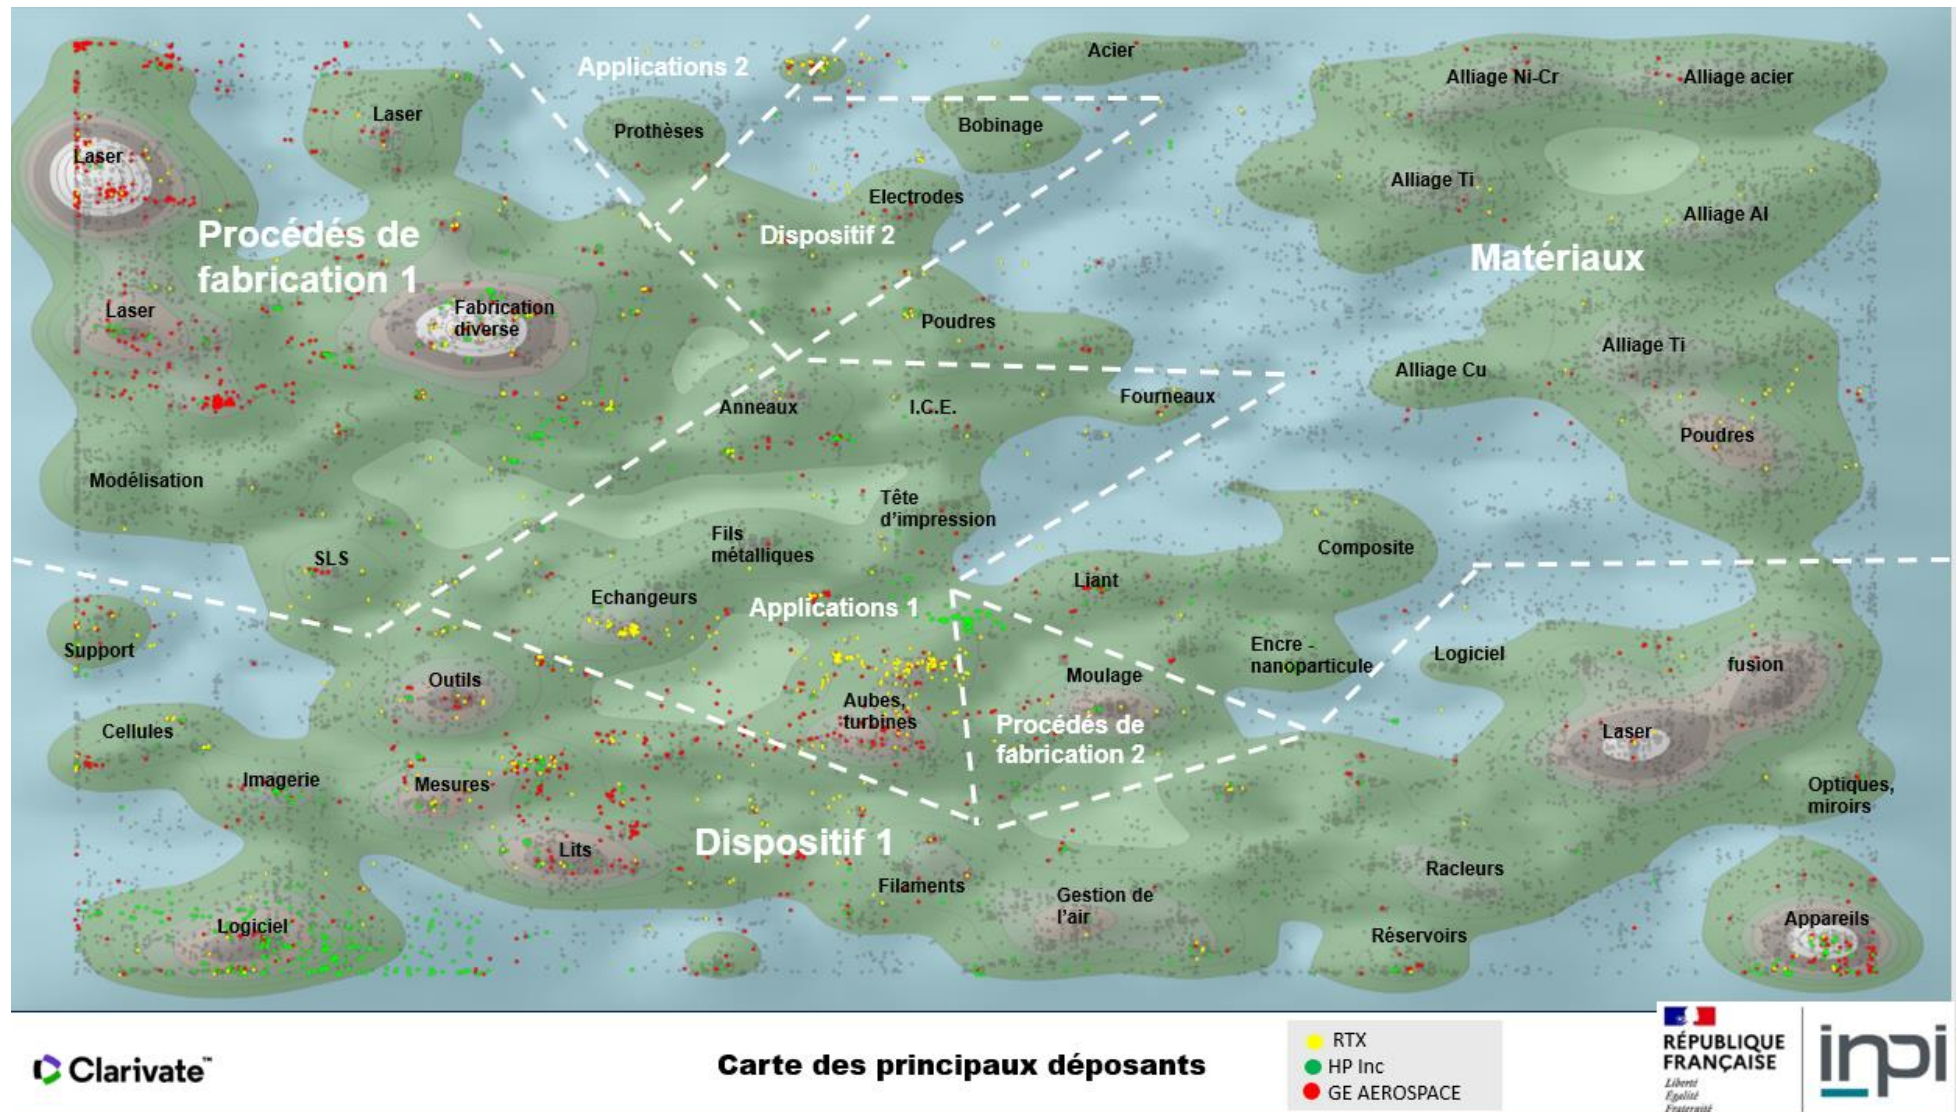 Applications 2
Acier
Alliage Ni-Cr
Alliage acier
Laser
Prothèses
Bobinage
Laser
Alliage Ti
Electrodes
Alliage Al
Procédés de
fabrication 1
Dispositif 2
Matériaux
Laser
Fabrication
diverse
Poudres
Alliage Ti
Alliage Cu
Anneaux
I.C.E.
Fourneaux
Poudres
Modélisation
Tête
d'impression
Fils
métalliques
Composite
SLS
Liant
Echangeurs
Applications 1
Support
Encre -
nanoparticule
Logiciel
fusion
Outils
Moulage
Aubes,
turbines
Cellules
Procédés de
fabrication 2
Laser
Imagerie
Mesures
Optiques,
miroirs
Lits
Dispositif 1
Filaments
Gestion de
l'air
Racleurs
Logiciel
Réservoirs
Appareils
Clarivate™
Carte des principaux déposants
RTX
HP Inc
GE AEROSPACE
RÉPUBLIQUE
FRANÇAISE
Liberté
Égalité
Fraternité
inpi